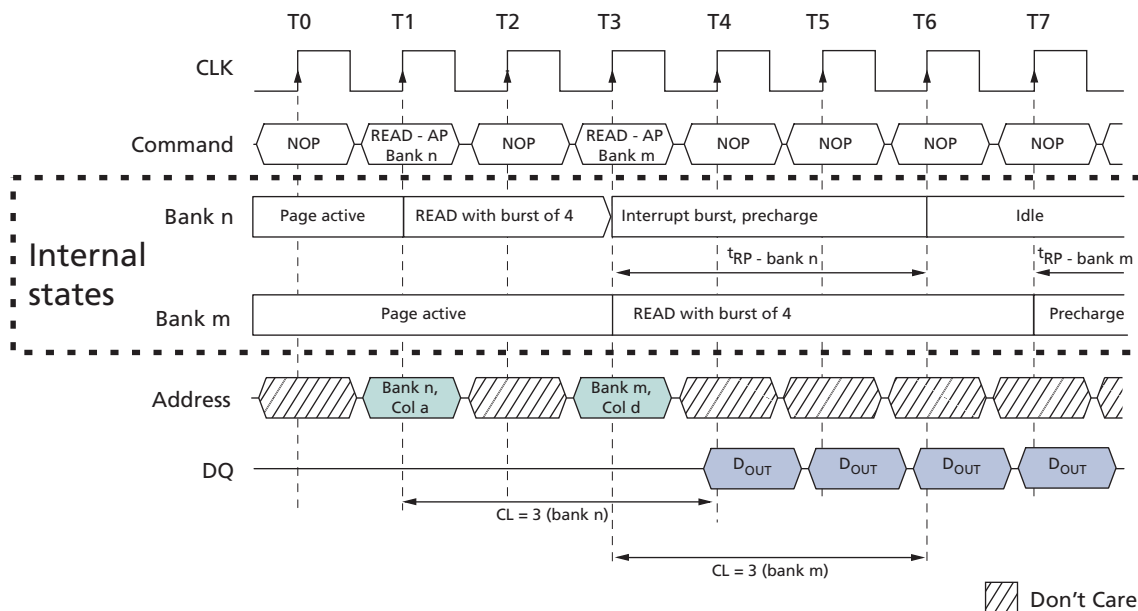 T0 T1 T2 T3 T4 T5 T6 T7
CLK
Command
NOP
READ - AP
Bank n
NOP
READ - AP
Bank m
NOP
NOP
NOP
NOP
Internal
states
Bank n
Page active
READ with burst of 4
Interrupt burst, precharge
Idle
tRP - bank n
tRP - bank m
Bank m
Page active
READ with burst of 4
Precharge
Address
Bank n,
Col a
Bank m,
Col d
DQ
DOUT
DOUT
DOUT
DOUT
CL = 3 (bank n)
CL = 3 (bank m)
Don't Care